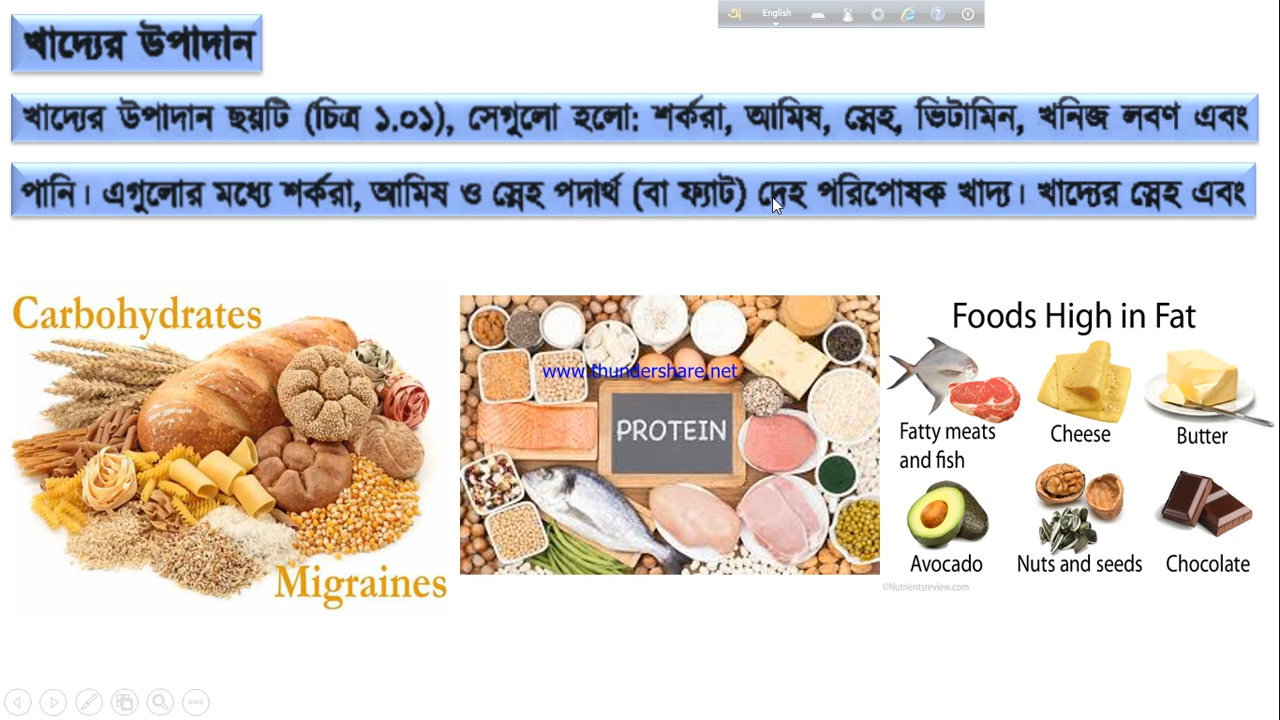 English
খাদ্যের উপাদান
খাদ্যের উপাদান ছয়টি (চিত্র ১.০১), সেগুলো হলো: শর্করা, আমিষ, স্নেহ, ভিটামিন, খনিজ লবণ এবং
পানি। এগুলোর মধ্যে শর্করা, আমিষ ও স্নেহ পদার্থ (বা ফ্যাট) দেহ পরিপোষক খাদ্য। খাদ্যের স্নেহ এবং
Carbohydrates
Migraines
www.thundershare.net
PROTEIN
Foods High in Fat
Fatty meats
and fish
Cheese
Butter
Avocado
Nuts and seeds
Chocolate
©Nutrientsreview.com